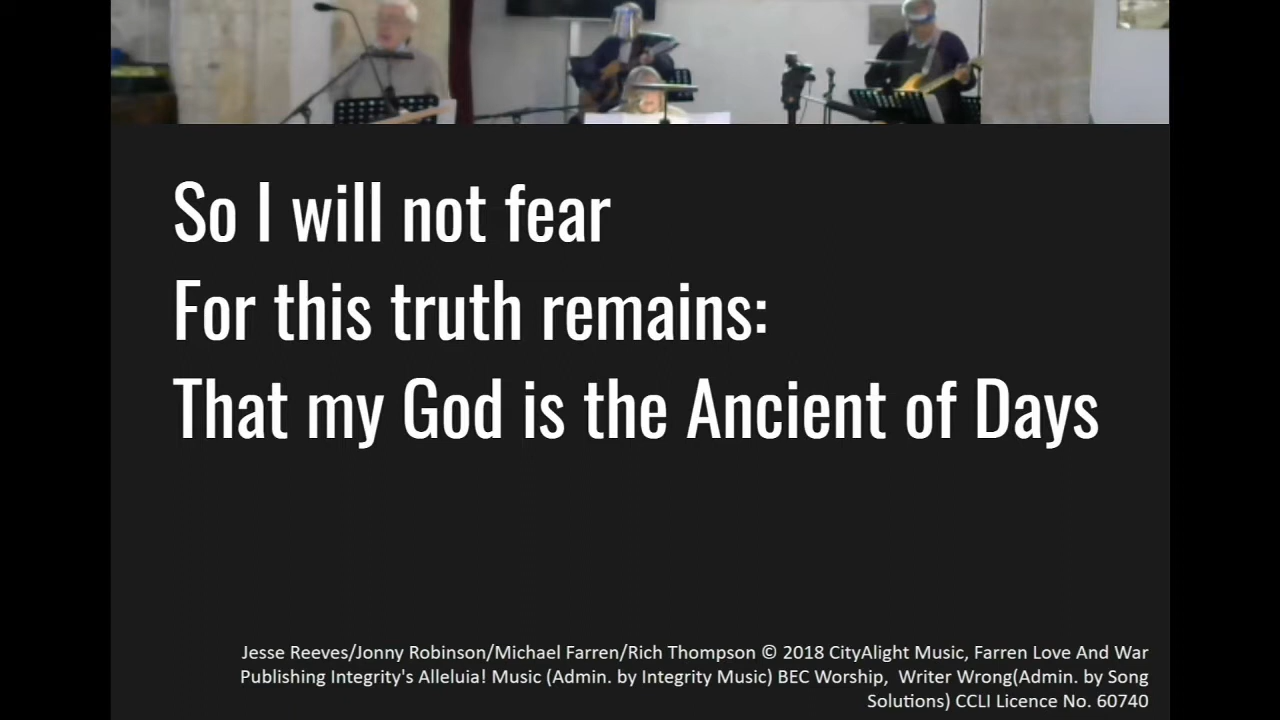 So I will not fear
For this truth remains:
That my God is the Ancient of Days
Jesse Reeves/Jonny Robinson/Michael Farren/Rich Thompson © 2018 CityAlight Music, Farren Love And War
Publishing Integrity's Alleluia! Music (Admin. by Integrity Music) BEC Worship,  Writer Wrong(Admin. by Song
Solutions) CCLI Licence No. 60740